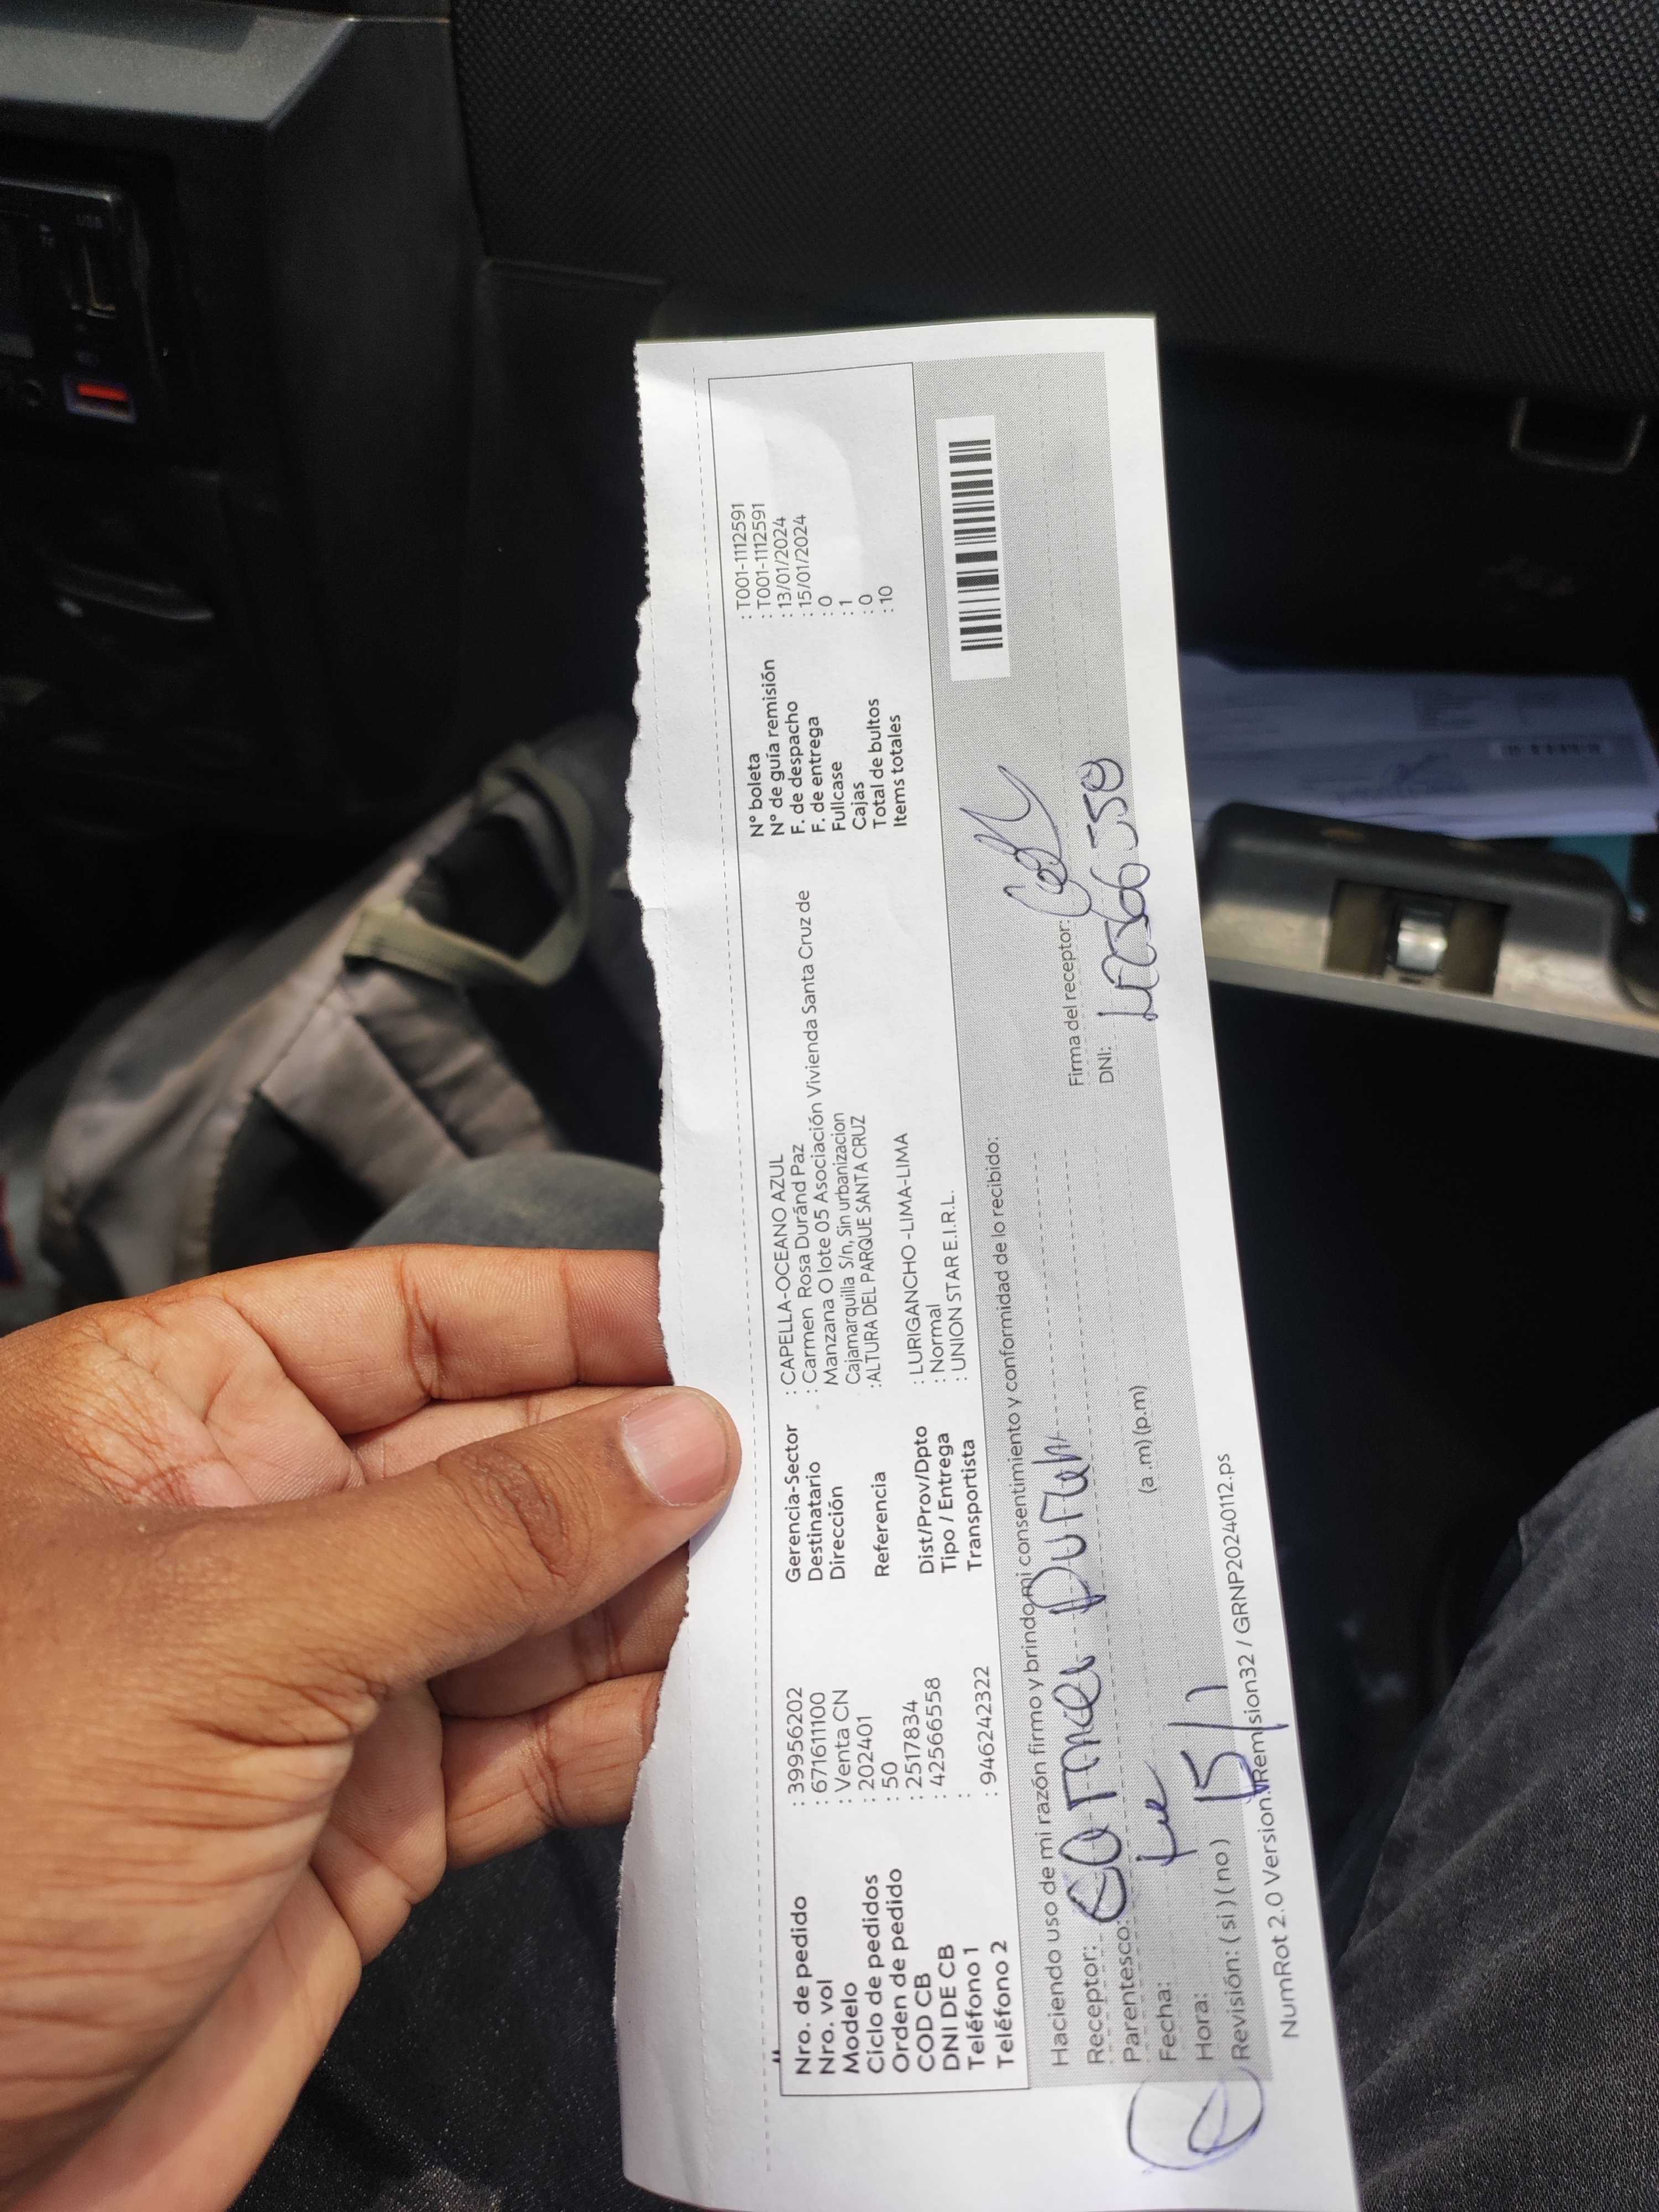 Nro. de pedido : 39956202
Nro. vol : 671611100
Modelo : Venta CN
Ciclo de pedidos : 202401
Orden de pedido : 50
COD CB : 2517834
DNI DE CB : 42566558
Teléfono 1 :
Teléfono 2 : 946242322
Gerencia-Sector : CAPELLA-OCEANO AZUL
Destinatario : Carmen Rosa Duránd Paz
Dirección : Manzana O lote 05 Asociación Vivienda Santa Cruz de
Cajamarquilla S/n, Sin urbanizacion
Referencia :ALTURA DEL PARQUE SANTA CRUZ
Dist/Prov/Dpto : LURIGANCHO -LIMA-LIMA
Tipo / Entrega : Normal
Transportista : UNION STAR E.I.R.L.
N° boleta : T001-1112591
N° de guía remisión : T001-1112591
F. de despacho : 13/01/2024
F. de entrega : 15/01/2024
Fullcase : 0
Cajas : 1
Total de bultos : 0
Items totales : 10
Haciendo uso de mi razón firmo y brindo mi consentimiento y conformidad de lo recibido:
Receptor: Carmen Duran
Parentesco:
Fecha:
Hora: 15/1 (a .m) (p.m)
Revisión: ( si ) ( no )
Firma del receptor:
DNI: 42566558
NumRot 2.0 Version.\Remision32 / GRNP20240112.ps